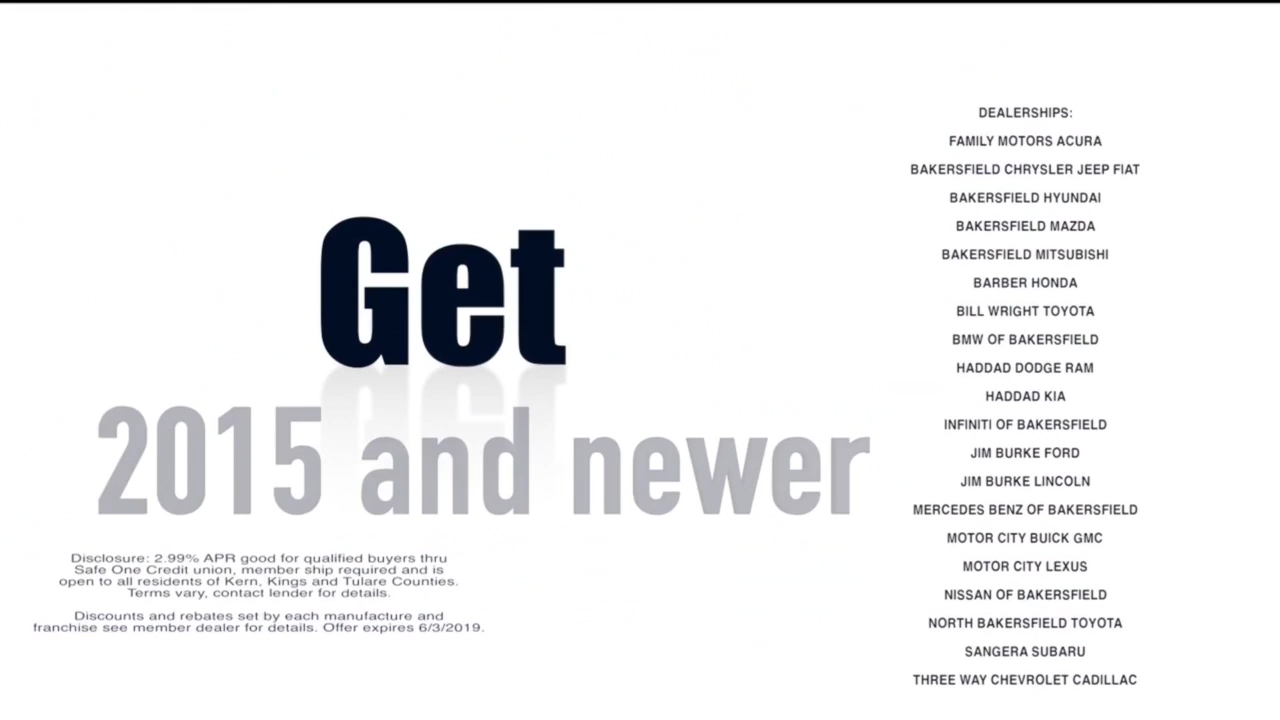 Get
2015 and newer
Disclosure: 2.99% APR good for qualified buyers thru
Safe One Credit union, member ship required and is
open to all residents of Kern, Kings and Tulare Counties.
Terms vary, contact lender for details.
Discounts and rebates set by each manufacture and
franchise see member dealer for details. Offer expires 6/3/2019.
DEALERSHIPS:
FAMILY MOTORS ACURA
BAKERSFIELD CHRYSLER JEEP FIAT
BAKERSFIELD HYUNDAI
BAKERSFIELD MAZDA
BAKERSFIELD MITSUBISHI
BARBER HONDA
BILL WRIGHT TOYOTA
BMW OF BAKERSFIELD
HADDAD DODGE RAM
HADDAD KIA
INFINITI OF BAKERSFIELD
JIM BURKE FORD
JIM BURKE LINCOLN
MERCEDES BENZ OF BAKERSFIELD
MOTOR CITY BUICK GMC
MOTOR CITY LEXUS
NISSAN OF BAKERSFIELD
NORTH BAKERSFIELD TOYOTA
SANGERA SUBARU
THREE WAY CHEVROLET CADILLAC